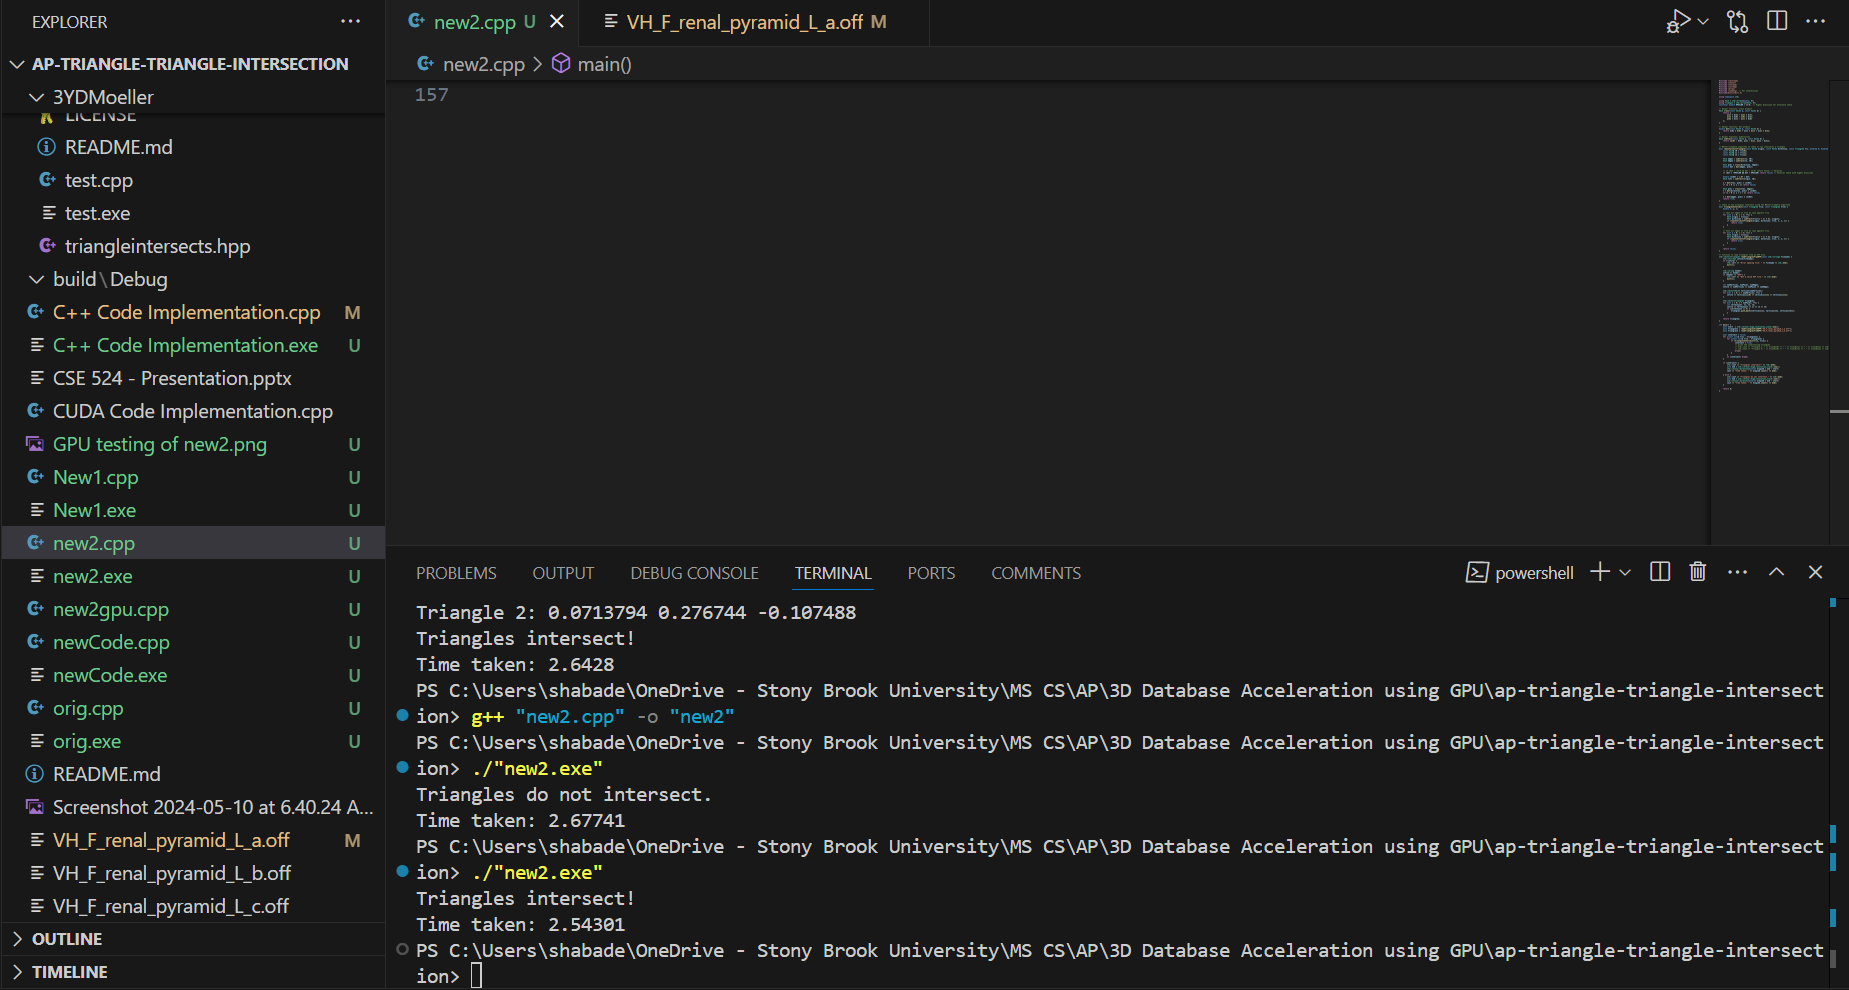 EXPLORER
AP-TRIANGLE-TRIANGLE-INTERSECTION
3YDMoeller
LICENSE
README.md
test.cpp
test.exe
triangleintersects.hpp
build\Debug
C++ Code Implementation.cpp M
C++ Code Implementation.exe U
CSE 524 - Presentation.pptx
CUDA Code Implementation.cpp
GPU testing of new2.png U
New1.cpp U
New1.exe U
new2.cpp U
new2.exe U
new2gpu.cpp U
newCode.cpp U
newCode.exe U
orig.cpp U
orig.exe U
README.md
Screenshot 2024-05-10 at 6.40.24 A...
VH_F_renal_pyramid_L_a.off M
VH_F_renal_pyramid_L_b.off
VH_F_renal_pyramid_L_c.off
OUTLINE
TIMELINE
new2.cpp U
VH_F_renal_pyramid_L_a.off M
new2.cpp > main()
157
PROBLEMS OUTPUT DEBUG CONSOLE TERMINAL PORTS COMMENTS
powershell
Triangle 2: 0.0713794 0.276744 -0.107488
Triangles intersect!
Time taken: 2.6428
PS C:\Users\shabade\OneDrive - Stony Brook University\MS CS\AP\3D Database Acceleration using GPU\ap-triangle-triangle-intersect
ion> g++ "new2.cpp" -o "new2"
PS C:\Users\shabade\OneDrive - Stony Brook University\MS CS\AP\3D Database Acceleration using GPU\ap-triangle-triangle-intersect
ion> ./"new2.exe"
Triangles do not intersect.
Time taken: 2.67741
PS C:\Users\shabade\OneDrive - Stony Brook University\MS CS\AP\3D Database Acceleration using GPU\ap-triangle-triangle-intersect
ion> ./"new2.exe"
Triangles intersect!
Time taken: 2.54301
PS C:\Users\shabade\OneDrive - Stony Brook University\MS CS\AP\3D Database Acceleration using GPU\ap-triangle-triangle-intersect
ion>